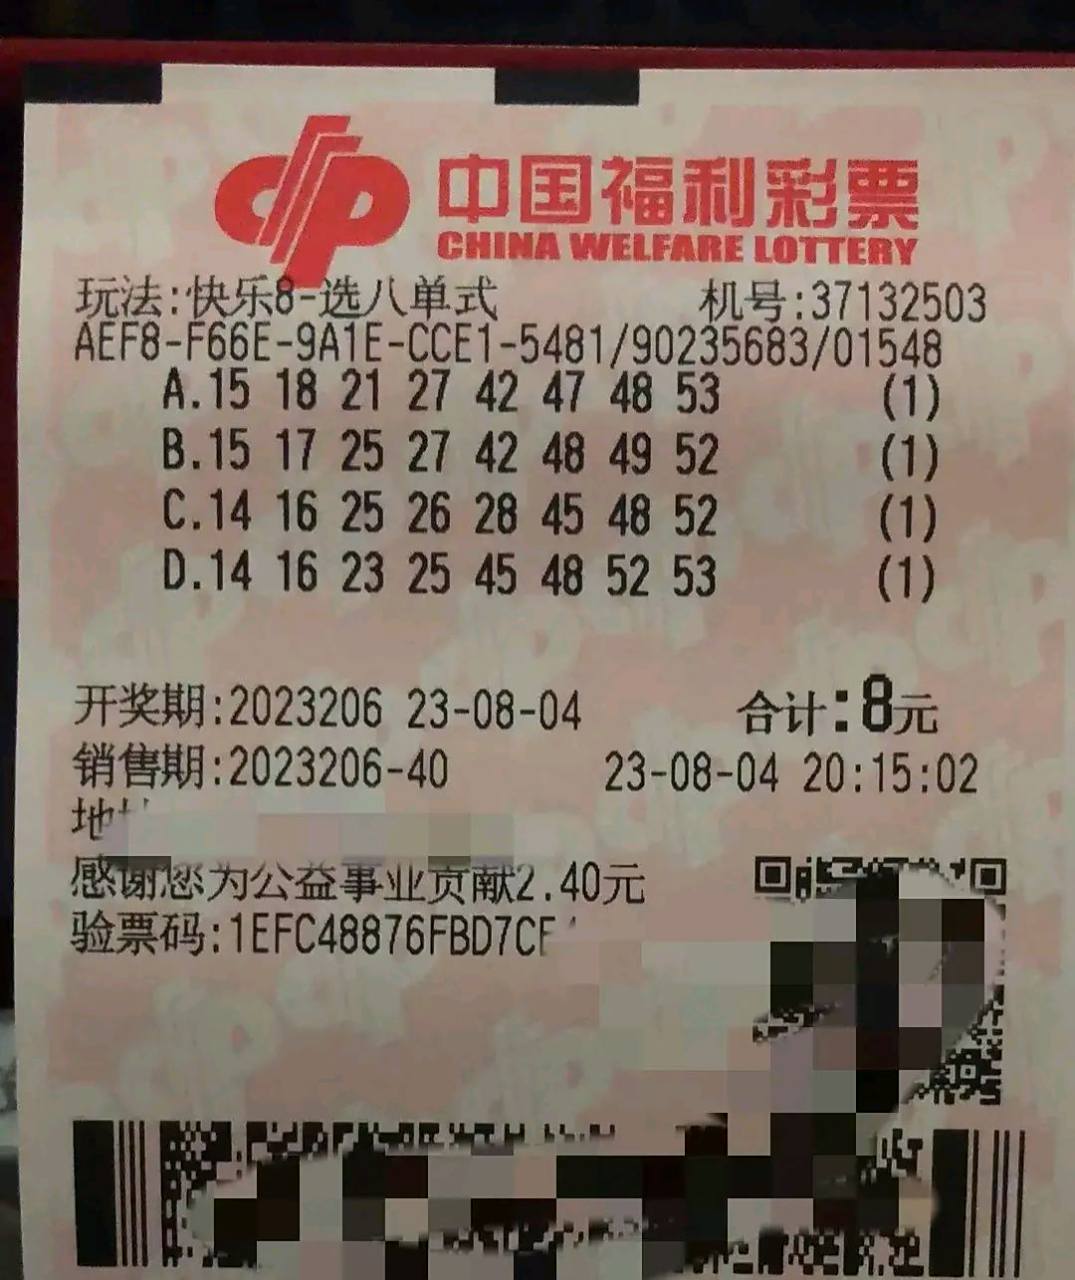 中国福利彩票
CHINA WELFARE LOTTERY
玩法:快乐8-选八单式 机号:37132503
AEF8-F66E-9A1E-CCE1-5481/90235683/01548
A.15 18 21 27 42 47 48 53 (1)
B.15 17 25 27 42 48 49 52 (1)
C.14 16 25 26 28 45 48 52 (1)
D.14 16 23 25 45 48 52 53 (1)
开奖期:2023206 23-08-04 合计:8元
销售期:2023206-40 23-08-04 20:15:02
地
感谢您为公益事业贡献2.40元
验票码:1EFC48876FBD7CF